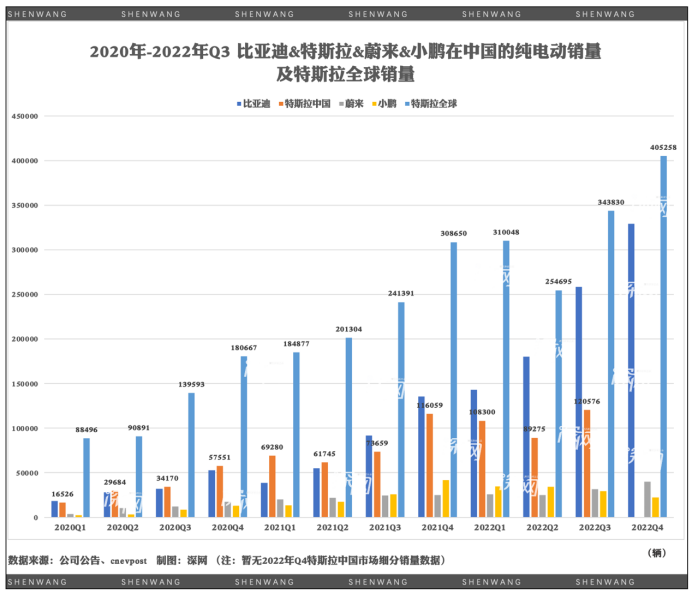 SHENWANG SHENWANG SHENWANG SHENWANG SHENWANG SHENWANG
2020年-2022年Q3 比亚迪&特斯拉&蔚来&小鹏在中国的纯电动销量
及特斯拉全球销量
比亚迪 特斯拉中国 蔚来 小鹏 特斯拉全球
450000
400000
350000
300000
250000
200000
150000
100000
50000
0
16526 88496
29684 90891
34170 139593
57551 180667
69280 184877
61745 201304
73659 241391
116059 308650
108300 310048
89275 254695
120576 343830
405258
2020Q1 2020Q2 2020Q3 2020Q4 2021Q1 2021Q2 2021Q3 2021Q4 2022Q1 2022Q2 2022Q3 2022Q4
(辆)
数据来源：公司公告、cnevpost 制图：深网 （注：暂无2022年Q4特斯拉中国市场细分销量数据）
SHENWANG SHENWANG SHENWANG SHENWANG SHENWANG SHENWANG